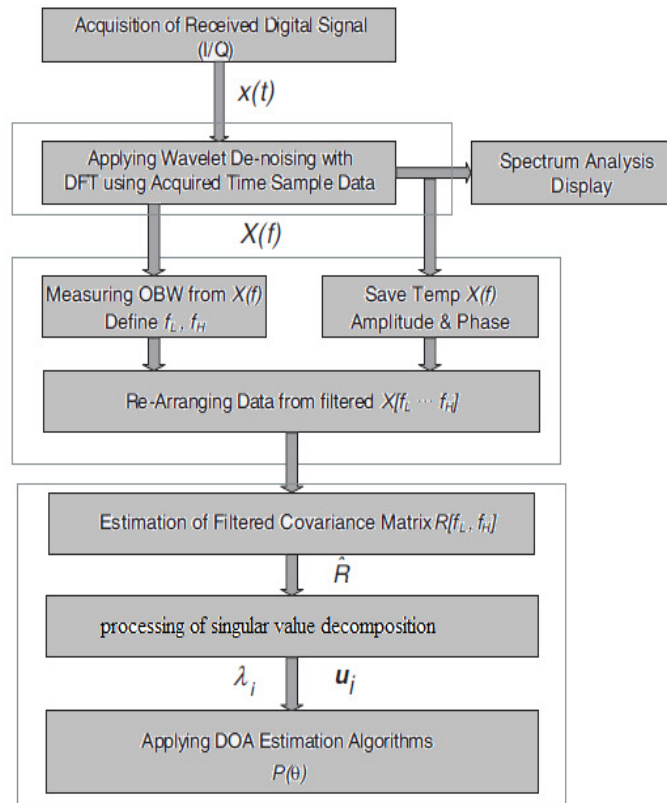 Acquisition of Received Digital Signal
(I/Q)
x(t)
Applying Wavelet De-noising with
DFT using Acquired Time Sample Data
Spectrum Analysis
Display
X(f)
Measuring OBW from X(f)
Define f_L, f_H
Save Temp X(f)
Amplitude & Phase
Re-Arranging Data from filtered X[f_L ··· f_H]
Estimation of Filtered Covariance Matrix R[f_L, f_H]
R̂
processing of singular value decomposition
λ_i u_i
Applying DOA Estimation Algorithms
P(θ)